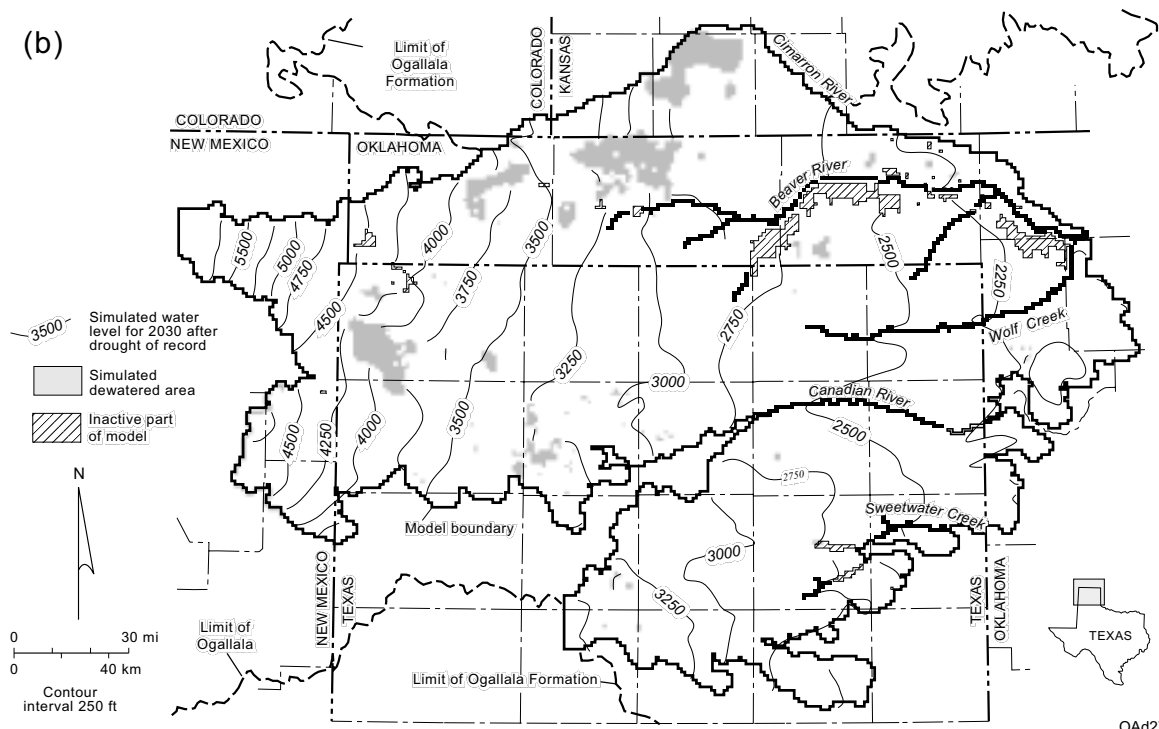 (b)
Limit of
Ogallala
Formation
COLORADO
KANSAS
Cimarron River
COLORADO
NEW MEXICO
OKLAHOMA
Beaver River
5500
5000
4750
4500
4000
3750
3500
3250
2750
2500
2250
3500
Simulated water
level for 2030 after
drought of record
Simulated
dewatered area
Inactive part
of model
Wolf Creek
3000
Canadian River
4500
4250
4000
3500
2500
2750
N
Model boundary
Sweetwater Creek
3000
3250
NEW MEXICO
TEXAS
TEXAS
OKLAHOMA
0 30 mi
0 40 km
Contour
interval 250 ft
Limit of
Ogallala
Limit of Ogallala Formation
TEXAS
QAd2